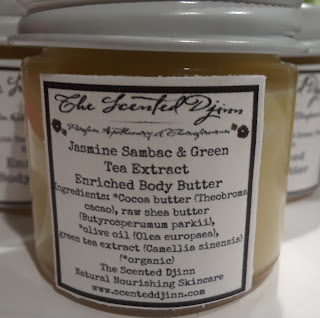 The Scented Djinn
Apothecary
Jasmine Sambac & Green
Tea Extract
Enriched Body Butter
Ingredients: *Cocoa butter (Theobroma
cacao), raw shea butter
(Butyrosperum parkii),
*olive oil (Olea europaea),
green tea extract (Camellia sinensis)
(*organic)
The Scented Djinn
Natural Nourishing Skincare
www.scenteddjinn.com